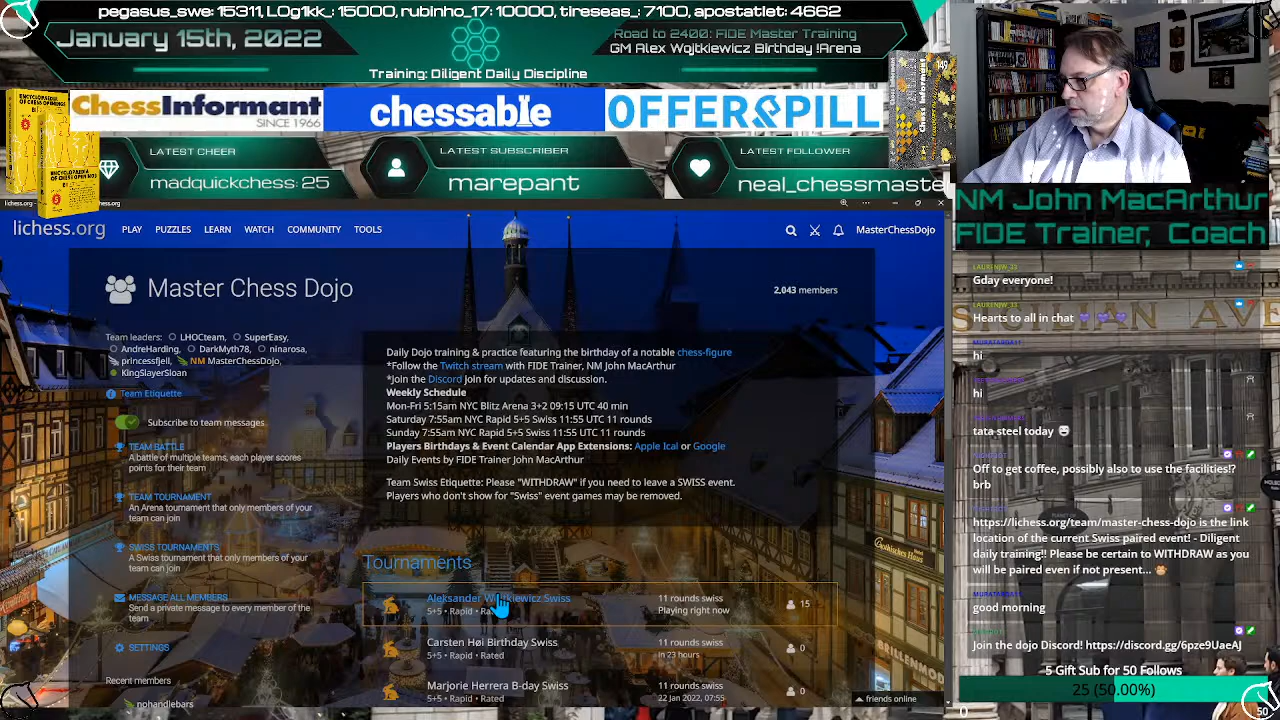 pegasus_swe: 15311, LOg1kk_: 15000, rubinho_17:10000, tireseas_: 7100, apostatlet: 4662
January 15th, 2022
Road to 2400: FIDE Master Training
GM Alex Wojtkiewicz Birthday !Arena
Training: Diligent Daily Discipline
ChessInformant
SINCE 1966
chessable
OFFERSPILL
LATEST CHEER
madquickchess: 25
LATEST SUBSCRIBER
marepant
LATEST FOLLOWER
neal_chessmaste
NM John MacArthur
FIDE Trainer, Coach
lichess.org
PLAY
PUZZLES
LEARN
WATCH
COMMUNITY
TOOLS
MasterChessDojo
Master Chess Dojo
2,043 members
Team leaders:
LHOCteam,
SuperEasy,
AndreHarding,
DarkMyth78,
ninarosa,
princessfjell,
NM MasterChessDojo,
KingSlayerSloan
Team Etiquette
Subscribe to team messages
TEAM BATTLE
A battle of multiple teams, each player scores
points for their team
TEAM TOURNAMENT
An Arena tournament that only members of your
team can join
SWISS TOURNAMENTS
A Swiss tournament that only members of your
team can join
MESSAGE ALL MEMBERS
Send a private message to every member of the
team
SETTINGS
Recent members
nohandlebars
Daily Dojo training & practice featuring the birthday of a notable chess-figure
*Follow the Twitch stream with FIDE Trainer, NM John MacArthur
*Join the Discord Join for updates and discussion.
Weekly Schedule
Mon-Fri 5:15am NYC Blitz Arena 3+2 09:15 UTC 40 min
Saturday 7:55am NYC Rapid 5+5 Swiss 11:55 UTC 11 rounds
Sunday 7:55am NYC Rapid 5+5 Swiss 11:55 UTC 11 rounds
Players Birthdays & Event Calendar App Extensions: Apple Ical or Google
Daily Events by FIDE Trainer John MacArthur
Team Swiss Etiquette: Please "WITHDRAW" if you need to leave a SWISS event.
Players who don't show for "Swiss" event games may be removed.
Tournaments
Aleksander Swiss
5+5 • Rapid •
11 rounds swiss
Playing right now
15
Carsten Høi Birthday Swiss
5+5 • Rapid • Rated
11 rounds swiss
In 23 hours
0
Marjorie Herrera B-day Swiss
5+5 • Rapid • Rated
11 rounds swiss
22 Jan 2022, 07:55
0
friends online
LAURENJW_33
Gday everyone!
LAURENJW_33
Hearts to all in chat 💜 💜 💜
hi
hi
tata steel today
Off to get coffee, possibly also to use the facilities!?
brb
https://lichess.org/team/master-chess-dojo is the link
location of the current Swiss paired event! - Diligent
daily training!! Please be certain to WITHDRAW as you
will be paired even if not present...
good morning
Join the dojo Discord! https://discord.gg/6pze9UaeAJ
5 Gift Sub for 50 Follows
25 (50.00%)
0
50